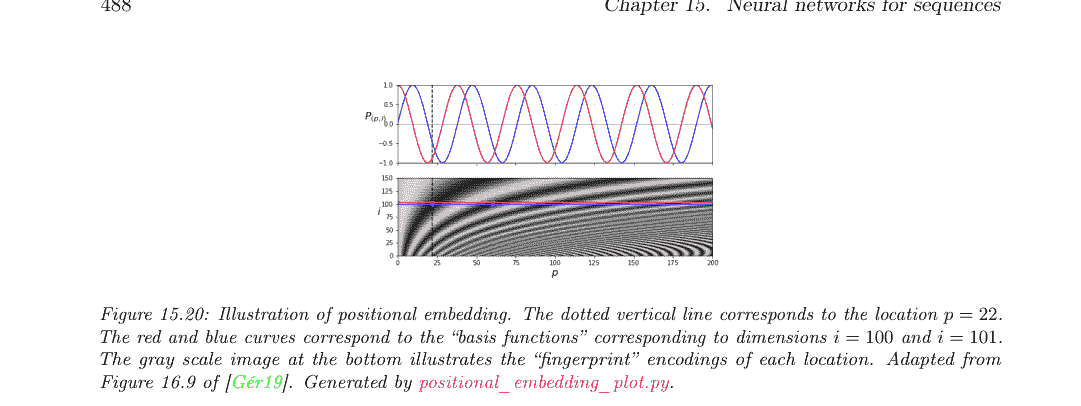 488 Chapter 15. Neural networks for sequences
1.0
0.5
P(p,i) 0.0
−0.5
−1.0
150
125
i 100
75
50
25
0
0 25 50 75 100 125 150 175 200
p
Figure 15.20: Illustration of positional embedding. The dotted vertical line corresponds to the location p = 22.
The red and blue curves correspond to the “basis functions” corresponding to dimensions i = 100 and i = 101.
The gray scale image at the bottom illustrates the “fingerprint” encodings of each location. Adapted from
Figure 16.9 of [Gér19]. Generated by positional_embedding_plot.py.